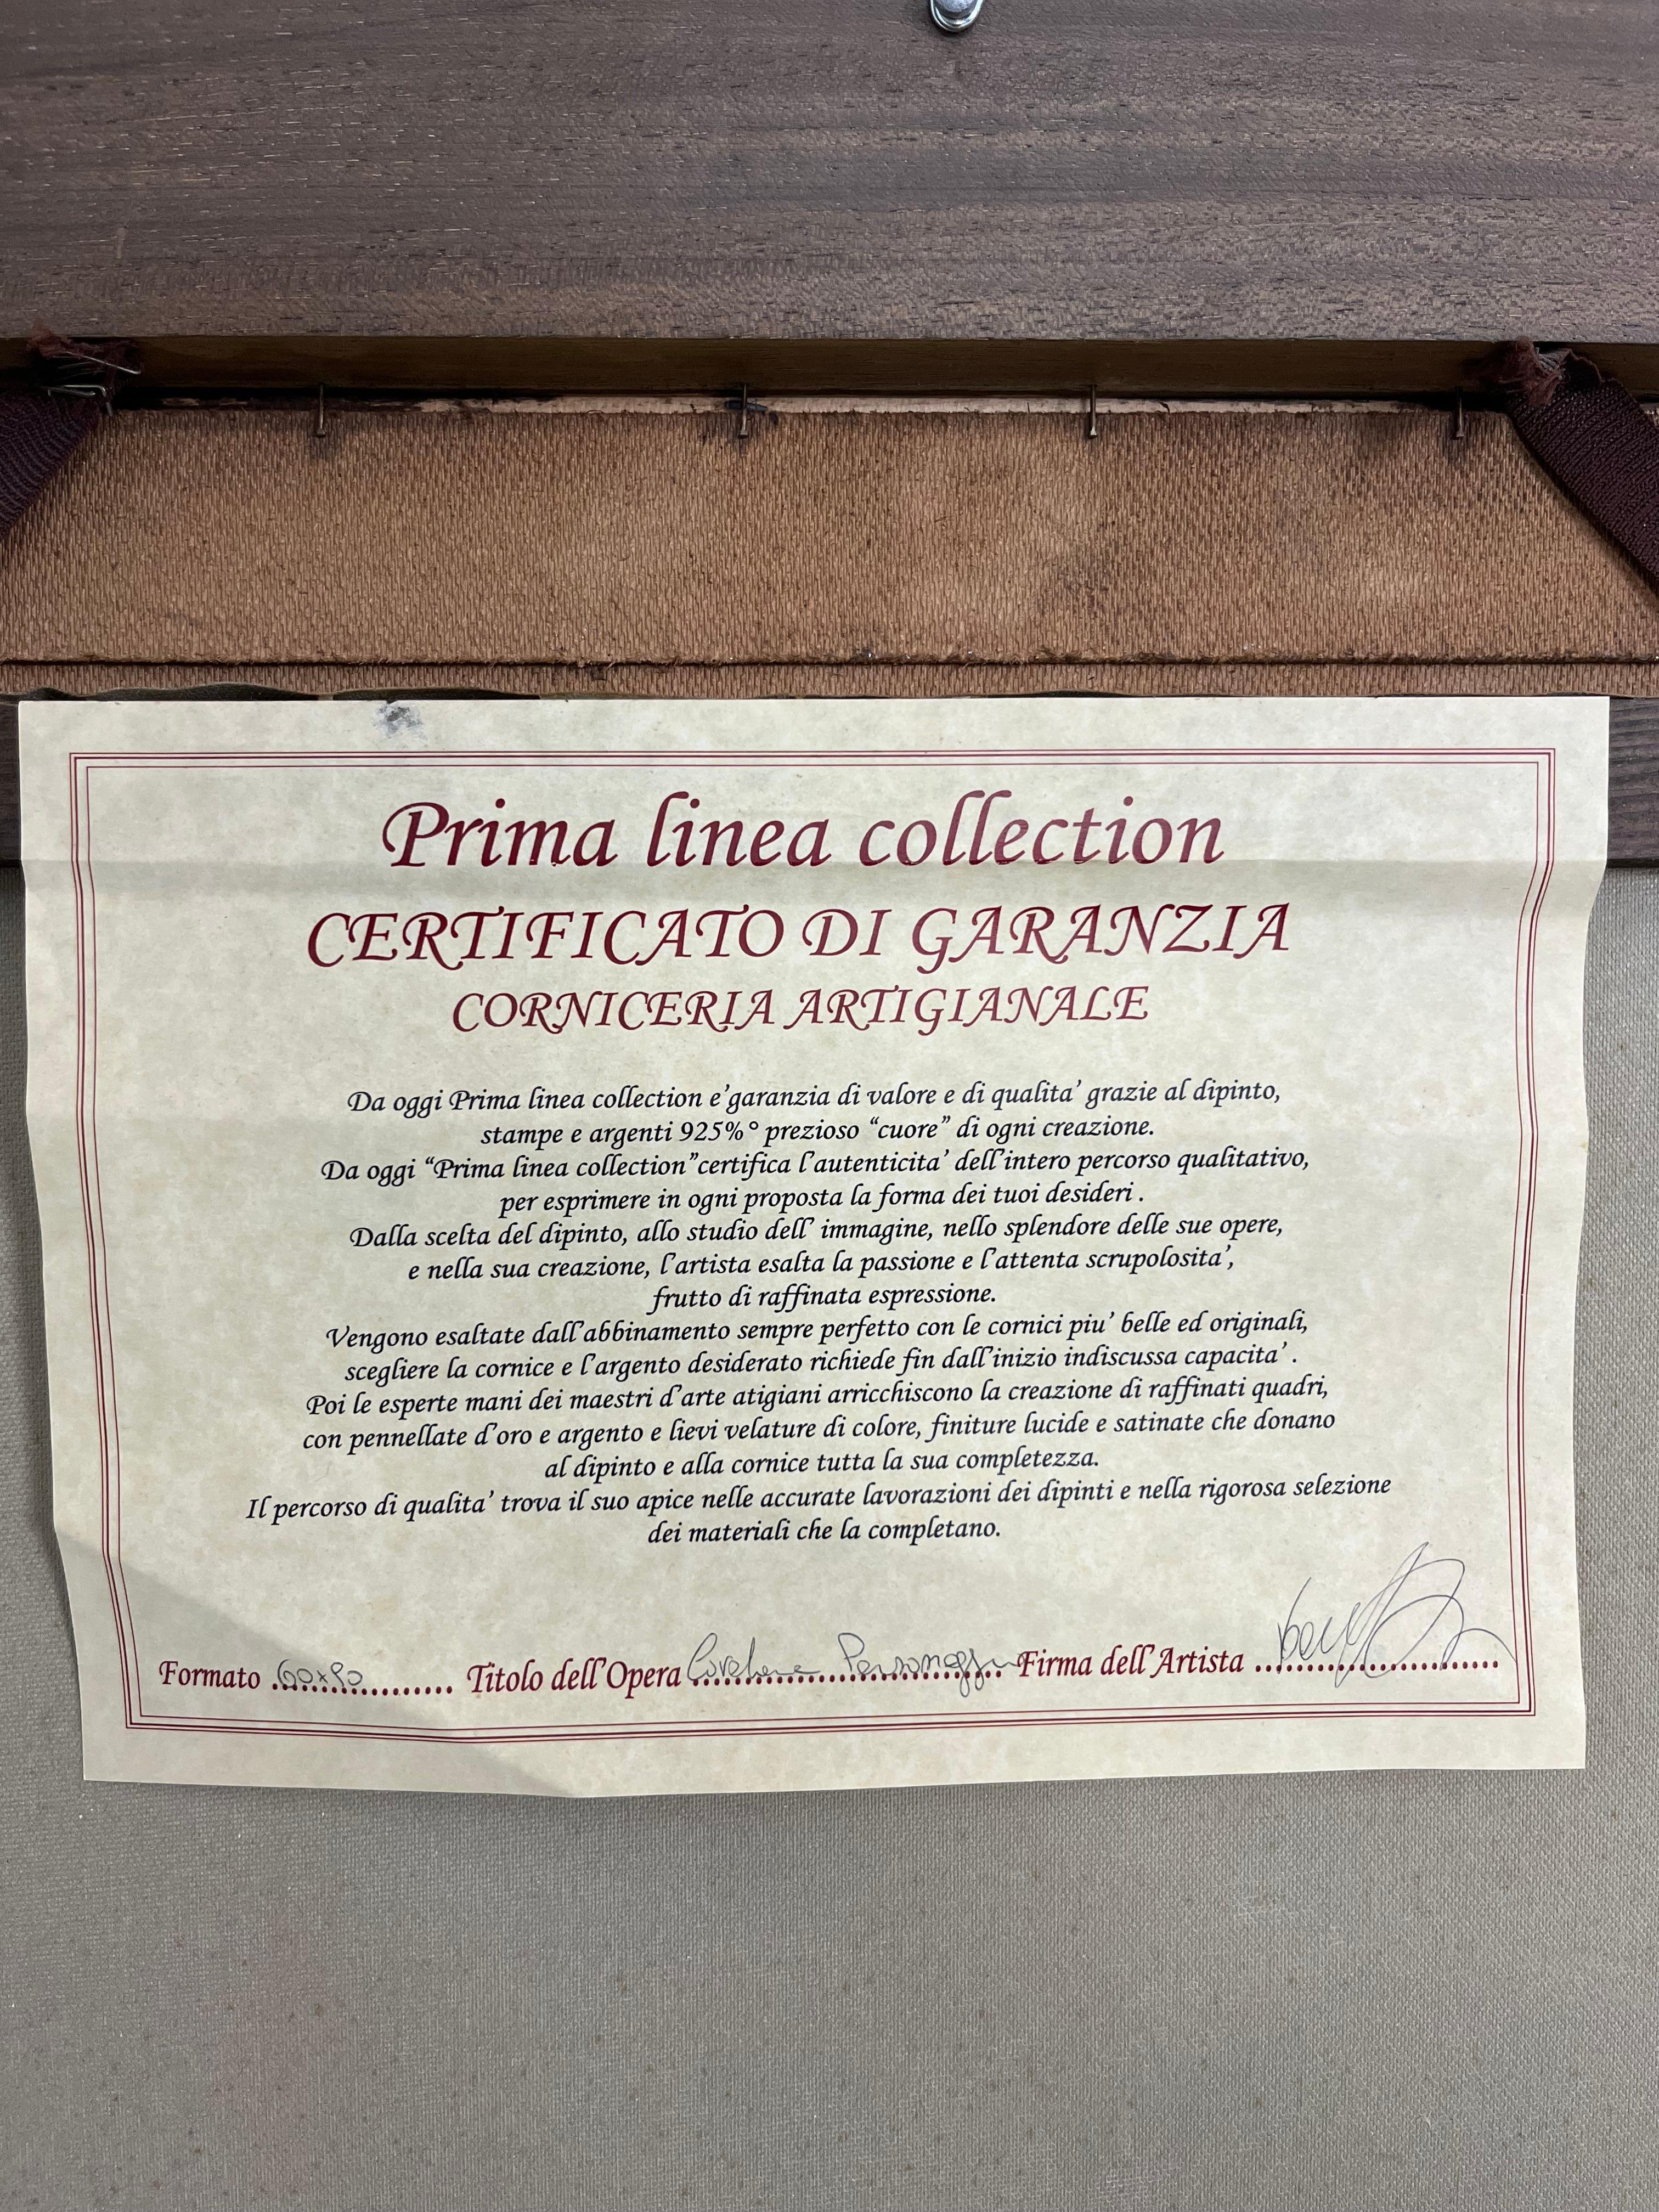 Prima linea collection
CERTIFICATO DI GARANZIA
CORNICERIA ARTIGIANALE
Da oggi Prima linea collection e'garanzia di valore e di qualita' grazie al dipinto,
stampe e argenti 925%° prezioso “cuore” di ogni creazione.
Da oggi “Prima linea collection”certifica l'autenticita' dell'intero percorso qualitativo,
per esprimere in ogni proposta la forma dei tuoi desideri .
Dalla scelta del dipinto, allo studio dell' immagine, nello splendore delle sue opere,
e nella sua creazione, l'artista esalta la passione e l'attenta scrupolosita',
frutto di raffinata espressione.
Vengono esaltate dall'abbinamento sempre perfetto con le cornici piu' belle ed originali,
scegliere la cornice e l'argento desiderato richiede fin dall'inizio indiscussa capacita' .
Poi le esperte mani dei maestri d'arte atigiani arricchiscono la creazione di raffinati quadri,
con pennellate d'oro e argento e lievi velature di colore, finiture lucide e satinate che donano
al dipinto e alla cornice tutta la sua completezza.
Il percorso di qualita' trova il suo apice nelle accurate lavorazioni dei dipinti e nella rigorosa selezione
dei materiali che la completano.
Formato Titolo dell'Opera Firma dell'Artista